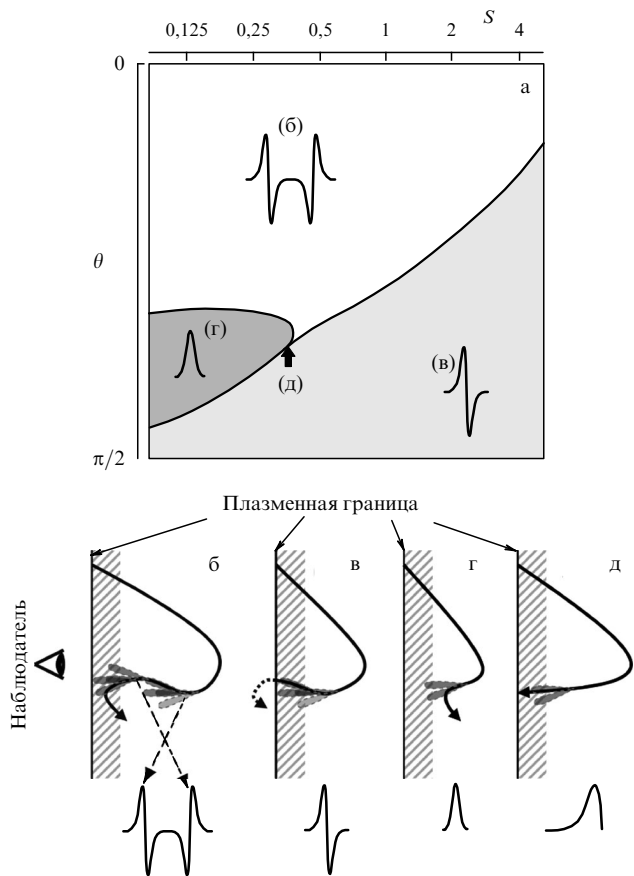 S
0,125 0,25 0,5 1 2 4
0
а
(б)
θ
(г)
(д)
(в)
π/2
Плазменная граница
б в г д
Наблюдатель